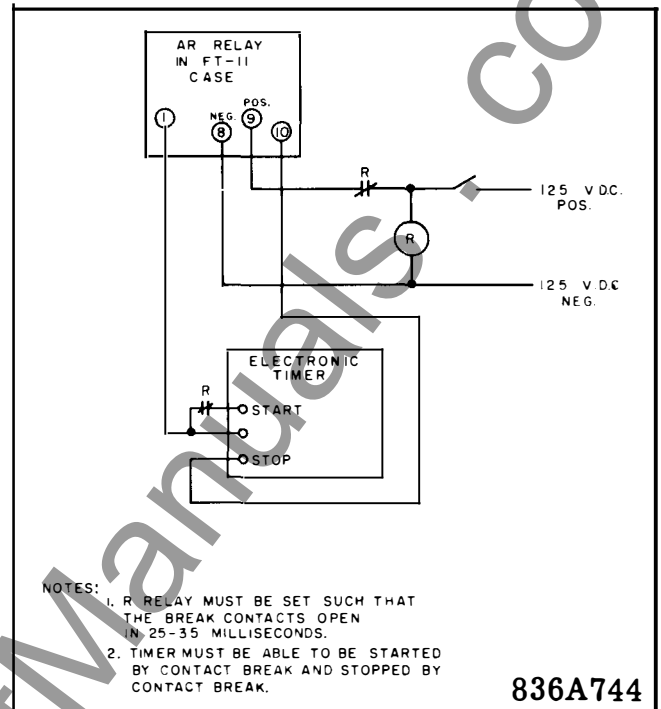 AR RELAY
IN FT-11
CASE
POS.
NEG.
1
8
9
10
R
125 V.D.C.
POS.
R
125 V.D.C
NEG.
ELECTRONIC
TIMER
R
START
STOP
NOTES:
1. R RELAY MUST BE SET SUCH THAT
THE BREAK CONTACTS OPEN
IN 25-35 MILLISECONDS.
2. TIMER MUST BE ABLE TO BE STARTED
BY CONTACT BREAK AND STOPPED BY
CONTACT BREAK.
836A744